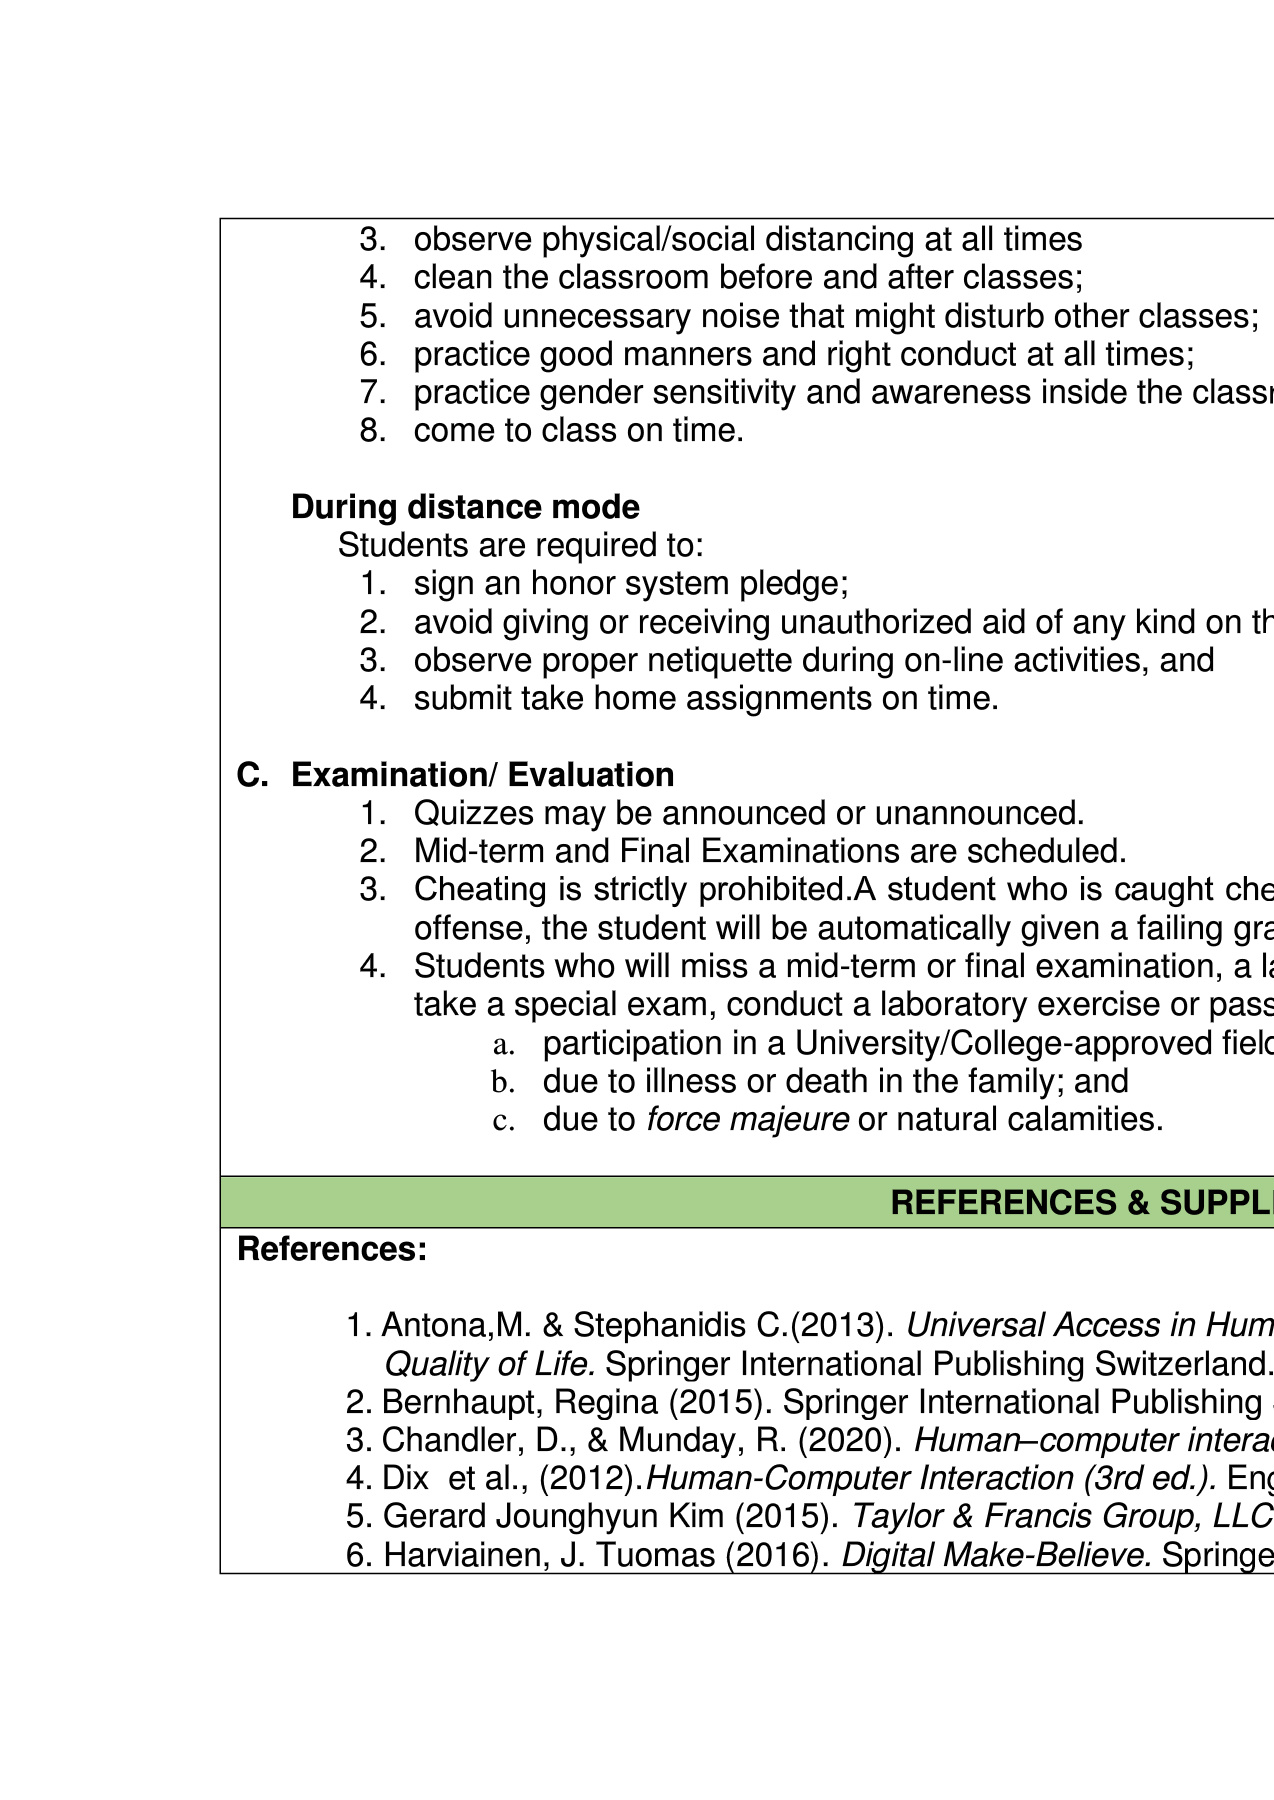 3. observe physical/social distancing at all times
4. clean the classroom before and after classes;
5. avoid unnecessary noise that might disturb other classes;
6. practice good manners and right conduct at all times;
7. practice gender sensitivity and awareness inside the
8. come to class on time.
During distance mode
Students are required to:
1. sign an honor system pledge;
2. avoid giving or receiving unauthorized aid of any kind on
3. observe proper netiquette during on-line activities, and
4. submit take home assignments on time.
C. Examination/ Evaluation
1. Quizzes may be announced or unannounced.
2. Mid-term and Final Examinations are scheduled.
3. Cheating is strictly prohibited.A student who is caught
offense, the student will be automatically given a failing
4. Students who will miss a mid-term or final examination, a
take a special exam, conduct a laboratory exercise or pass
a. participation in a University/College-approved
b. due to illness or death in the family; and
c. due to force majeure or natural calamities.
REFERENCES &
References:
1. Antona,M. & Stephanidis C.(2013). Universal Access in
Quality of Life. Springer International Publishing Switzerland.
2. Bernhaupt, Regina (2015). Springer International Publishing
3. Chandler, D., & Munday, R. (2020). Human–computer
4. Dix et al., (2012).Human-Computer Interaction (3rd ed.).
5. Gerard Jounghyun Kim (2015). Taylor & Francis Group, LLC
6. Harviainen, J. Tuomas (2016). Digital Make-Believe.